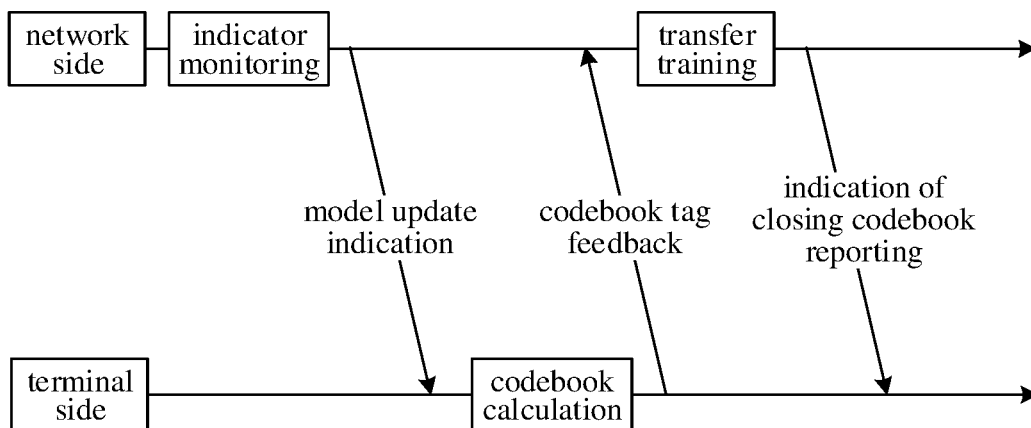 network
side
indicator
monitoring
transfer
training
model update
indication
codebook tag
feedback
indication of
closing codebook
reporting
terminal
side
codebook
calculation